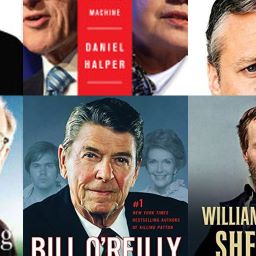 MACHINE
DANIEL
HALPER
#1
NEW YORK TIMES
BESTSELLING AUTHORS
OF KILLING PATTON
BILL O'REILLY
WILLIAM
SHE
g